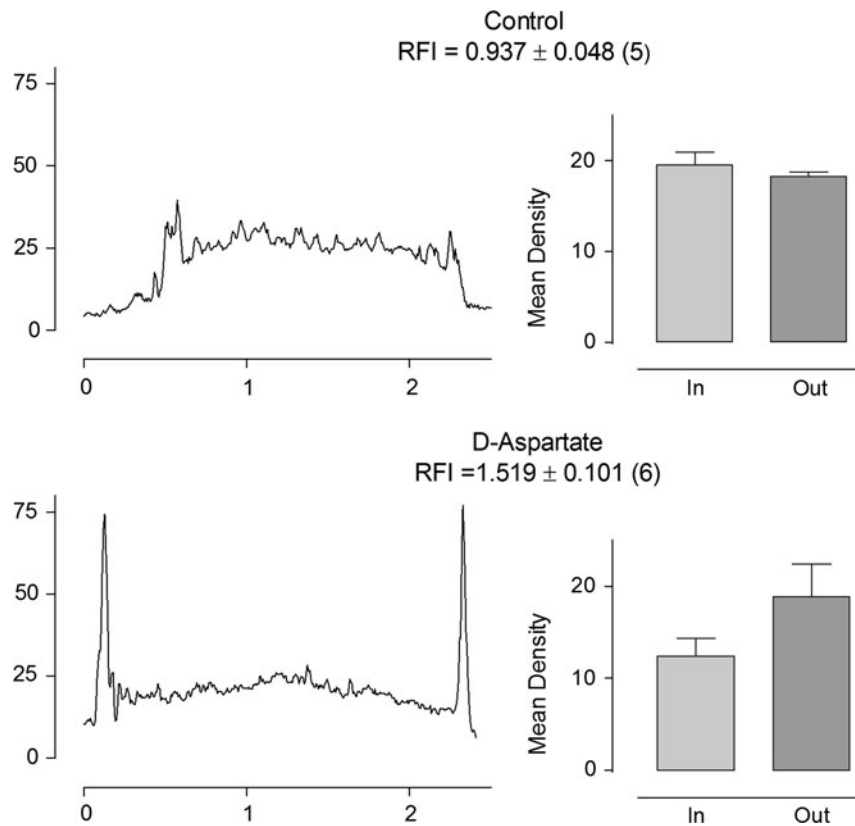 Control
RFI = 0.937 ± 0.048 (5)
75
50
25
0
0 1 2
Mean Density
20
10
0
In Out
D-Aspartate
RFI =1.519 ± 0.101 (6)
75
50
25
0
0 1 2
Mean Density
20
10
0
In Out